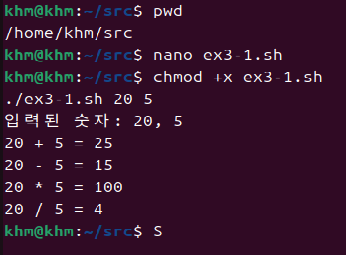 khm@khm:~/src$ pwd
/home/khm/src
khm@khm:~/src$ nano ex3-1.sh
khm@khm:~/src$ chmod +x ex3-1.sh
./ex3-1.sh 20 5
입력된 숫자: 20, 5
20 + 5 = 25
20 - 5 = 15
20 * 5 = 100
20 / 5 = 4
khm@khm:~/src$ S